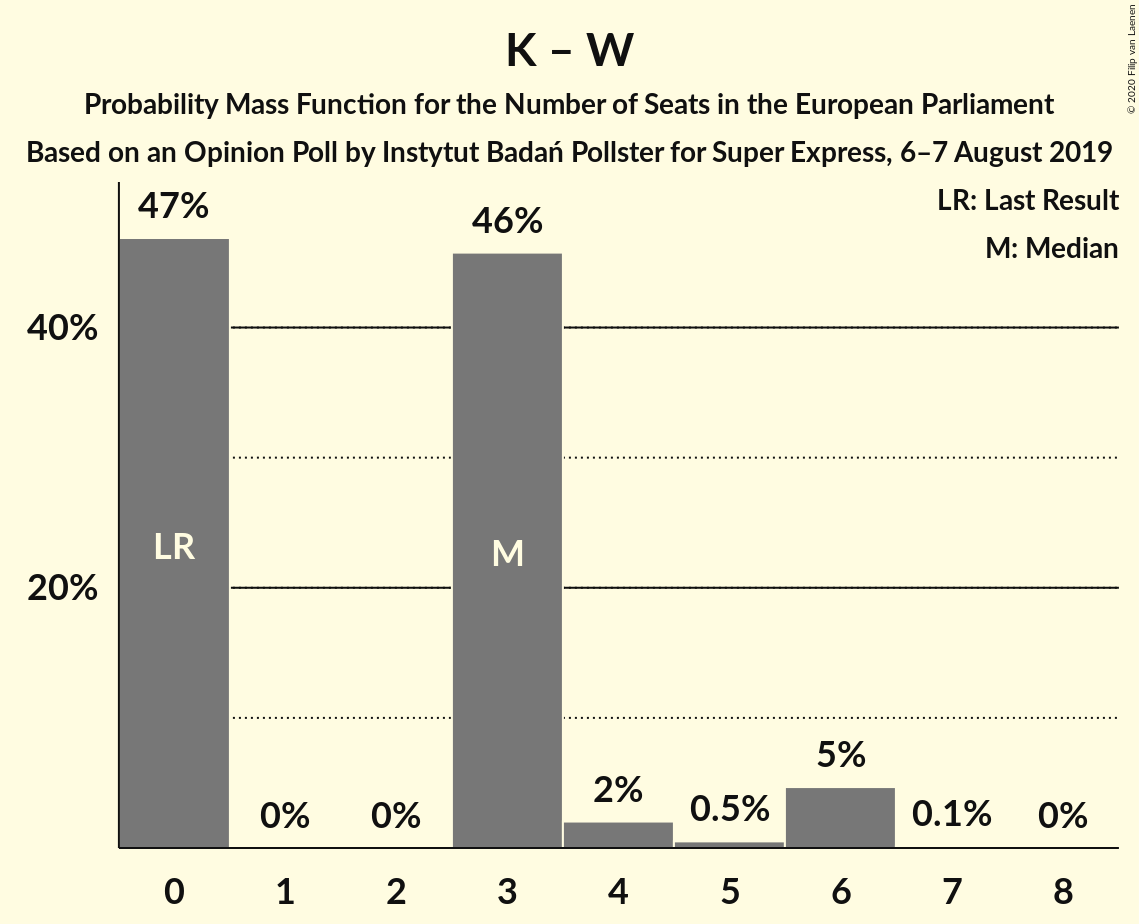 K – W
Probability Mass Function for the Number of Seats in the European Parliament
Based on an Opinion Poll by Instytut Badań Pollster for Super Express, 6–7 August 2019
© 2020 Filip van Laenen
LR: Last Result
M: Median
47%
46%
40%
LR
M
20%
5%
2%
0.5%
0.1%
0%
0%
0%
0 1 2 3 4 5 6 7 8